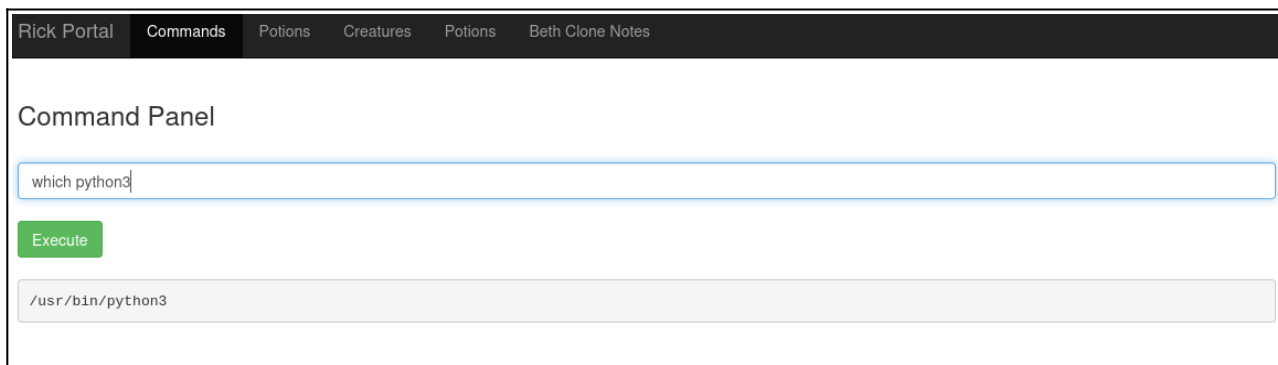 Rick Portal Commands Potions Creatures Potions Beth Clone Notes
Command Panel
which python3
Execute
/usr/bin/python3